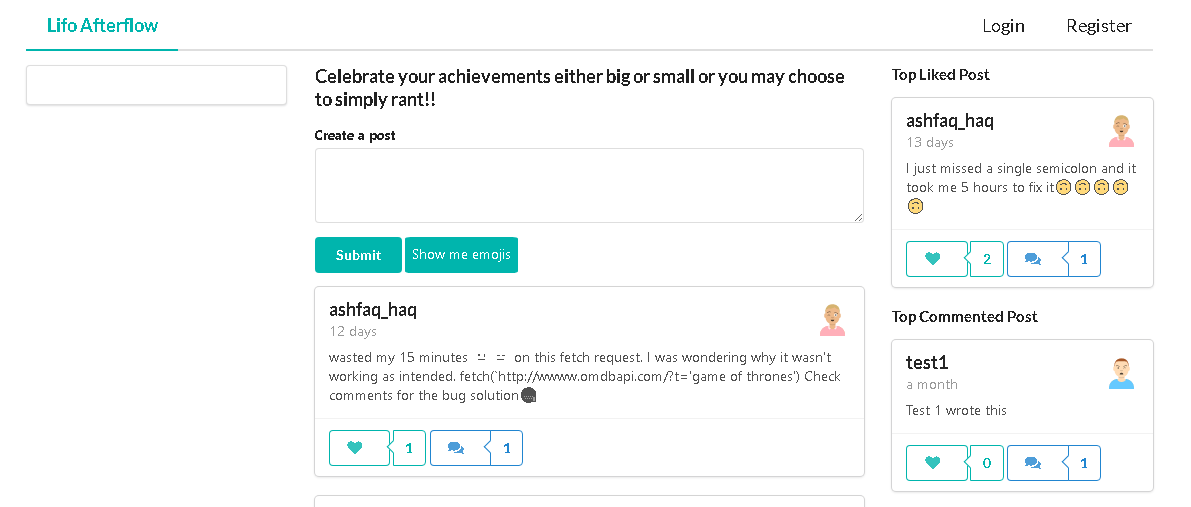 Lifo Afterflow
Login
Register
Celebrate your achievements either big or small or you may choose
to simply rant!!
Create a post
Submit
Show me emojis
ashfaq_haq
12 days
wasted my 15 minutes 😐 😑 on this fetch request. I was wondering why it wasn't
working as intended. fetch(`http://wwww.omdbapi.com/?t='game of thrones') Check
comments for the bug solution🌚
1
1
Top Liked Post
ashfaq_haq
13 days
I just missed a single semicolon and it
took me 5 hours to fix it🙃🙃🙃🙃
🙃
2
1
Top Commented Post
test1
a month
Test 1 wrote this
0
1